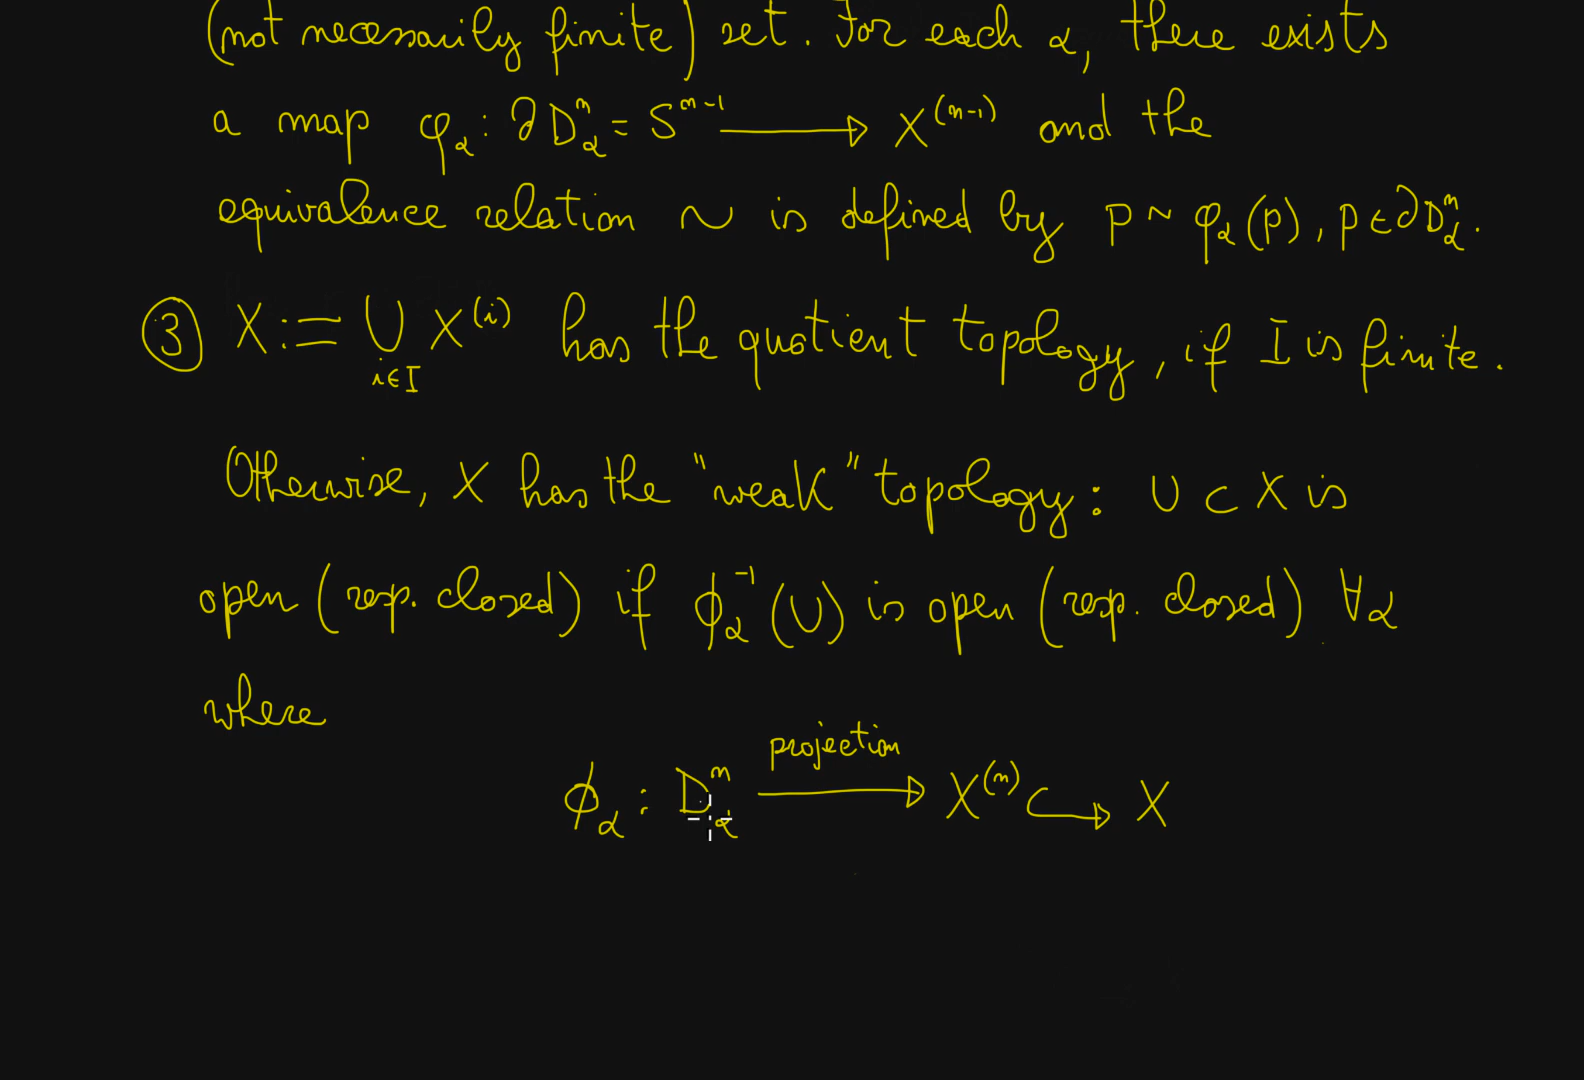 (not necessarily finite) set. For each α, there exists
a map φ_α : ∂D^n_α = S^{n-1} → X^{(n-1)} and the
equivalence relation ~ is defined by p ~ φ_α(p), p ∈ ∂D^n_α.
③ X := ⋃_{i∈I} X^{(i)} has the quotient topology, if I is finite.
Otherwise, X has the "weak" topology: U ⊂ X is
open (resp. closed) if ϕ_α^{-1}(U) is open (resp. closed) ∀α
where
projection
ϕ_α : D^n_α → X^{(n)} ↪ X